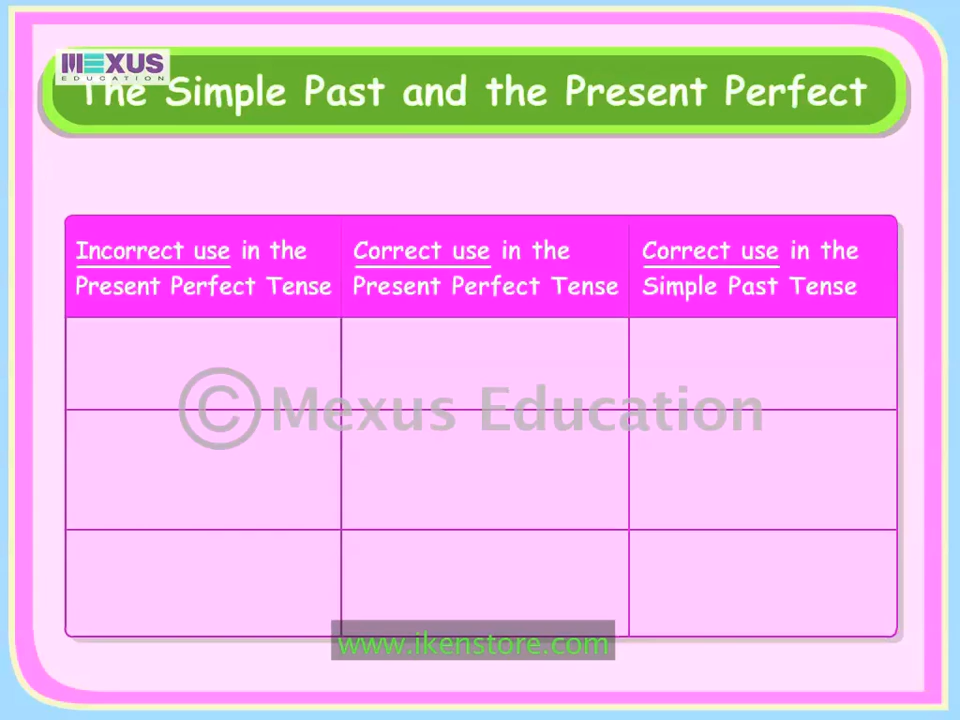 MEXUS
EDUCATION
The Simple Past and the Present Perfect
Incorrect use in the
Present Perfect Tense
Correct use in the
Present Perfect Tense
Correct use in the
Simple Past Tense
© Mexus Education
www.ikenstore.com